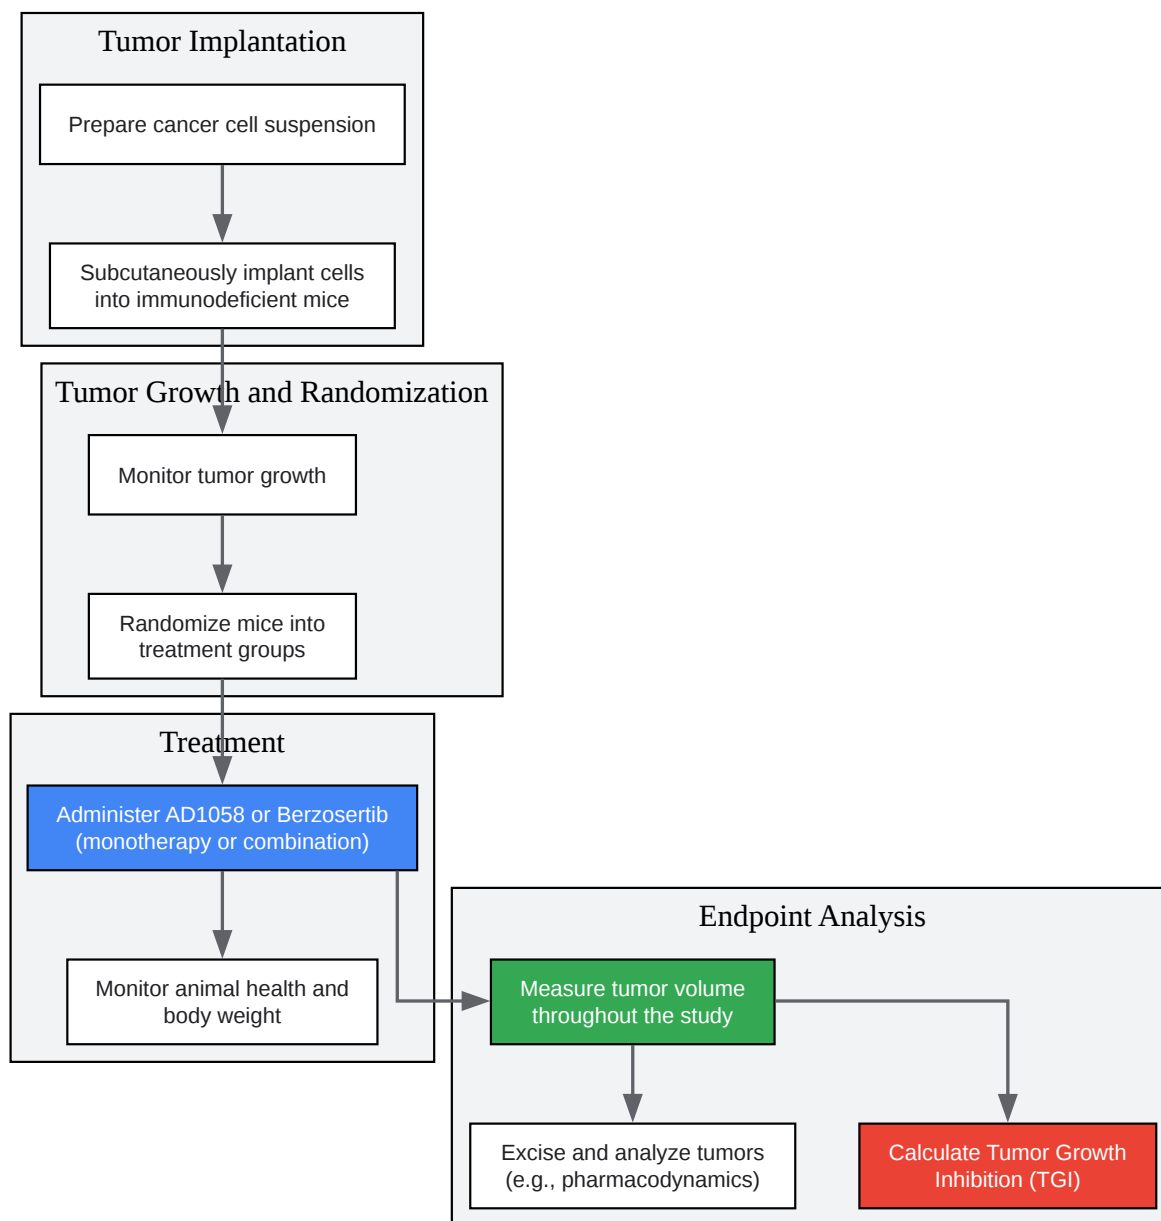 Tumor Implantation
Prepare cancer cell suspension
Subcutaneously implant cells
into immunodeficient mice
Tumor Growth and Randomization
Monitor tumor growth
Randomize mice into
treatment groups
Treatment
Administer AD1058 or Berzosertib
(monotherapy or combination)
Monitor animal health and
body weight
Endpoint Analysis
Measure tumor volume
throughout the study
Excise and analyze tumors
(e.g., pharmacodynamics)
Calculate Tumor Growth
Inhibition (TGI)